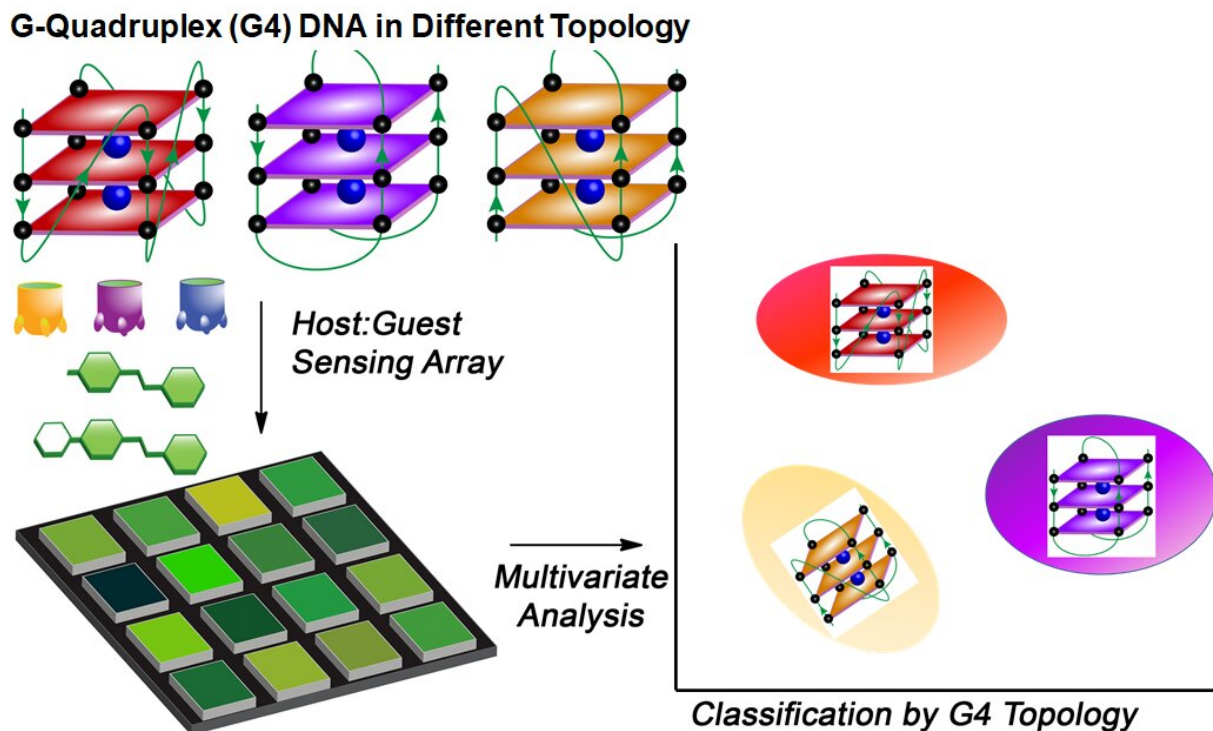 G-Quadruplex (G4) DNA in Different Topology
Host:Guest
Sensing Array
Multivariate
Analysis
Classification by G4 Topology